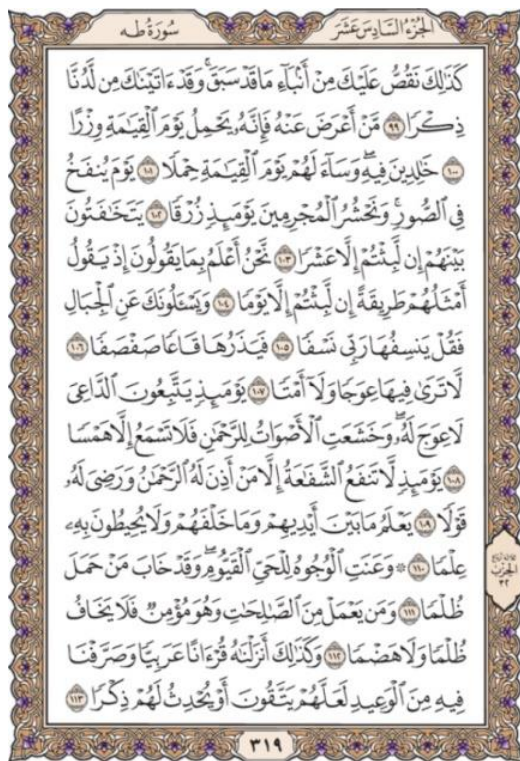 الجزء السادس عشر
سورة طه
كَذَٰلِكَ نَقُصُّ عَلَيْكَ مِنْ أَنۢبَآءِ مَا قَدْ سَبَقَ ۚ وَقَدْ ءَاتَيْنَٰكَ مِن لَّدُنَّا
ذِكْرًا ٩٩ مَّنْ أَعْرَضَ عَنْهُ فَإِنَّهُۥ يَحْمِلُ يَوْمَ ٱلْقِيَٰمَةِ وِزْرًا
١٠٠ خَٰلِدِينَ فِيهِ ۖ وَسَآءَ لَهُمْ يَوْمَ ٱلْقِيَٰمَةِ حِمْلًا ١٠١ يَوْمَ يُنفَخُ
فِى ٱلصُّورِ ۚ وَنَحْشُرُ ٱلْمُجْرِمِينَ يَوْمَئِذٍ زُرْقًا ١٠٢ يَتَخَٰفَتُونَ
بَيْنَهُمْ إِن لَّبِثْتُمْ إِلَّا عَشْرًا ١٠٣ نَّحْنُ أَعْلَمُ بِمَا يَقُولُونَ إِذْ يَقُولُ
أَمْثَلُهُمْ طَرِيقَةً إِن لَّبِثْتُمْ إِلَّا يَوْمًا ١٠٤ وَيَسْـَٔلُونَكَ عَنِ ٱلْجِبَالِ
فَقُلْ يَنسِفُهَا رَبِّى نَسْفًا ١٠٥ فَيَذَرُهَا قَاعًا صَفْصَفًا ١٠٦
لَّا تَرَىٰ فِيهَا عِوَجًا وَلَآ أَمْتًا ١٠٧ يَوْمَئِذٍ يَتَّبِعُونَ ٱلدَّاعِىَ
لَا عِوَجَ لَهُۥ ۖ وَخَشَعَتِ ٱلْأَصْوَاتُ لِلرَّحْمَٰنِ فَلَا تَسْمَعُ إِلَّا هَمْسًا
١٠٨ يَوْمَئِذٍ لَّا تَنفَعُ ٱلشَّفَٰعَةُ إِلَّا مَنْ أَذِنَ لَهُ ٱلرَّحْمَٰنُ وَرَضِىَ لَهُۥ
قَوْلًا ١٠٩ يَعْلَمُ مَا بَيْنَ أَيْدِيهِمْ وَمَا خَلْفَهُمْ وَلَا يُحِيطُونَ بِهِۦ
عِلْمًا ١١٠ ۞ وَعَنَتِ ٱلْوُجُوهُ لِلْحَىِّ ٱلْقَيُّومِ ۖ وَقَدْ خَابَ مَنْ حَمَلَ
ظُلْمًا ١١١ وَمَن يَعْمَلْ مِنَ ٱلصَّٰلِحَٰتِ وَهُوَ مُؤْمِنٌ فَلَا يَخَافُ
ظُلْمًا وَلَا هَضْمًا ١١٢ وَكَذَٰلِكَ أَنزَلْنَٰهُ قُرْءَانًا عَرَبِيًّا وَصَرَّفْنَا
فِيهِ مِنَ ٱلْوَعِيدِ لَعَلَّهُمْ يَتَّقُونَ أَوْ يُحْدِثُ لَهُمْ ذِكْرًا ١١٣
الحزب
٣٢
٣١٩